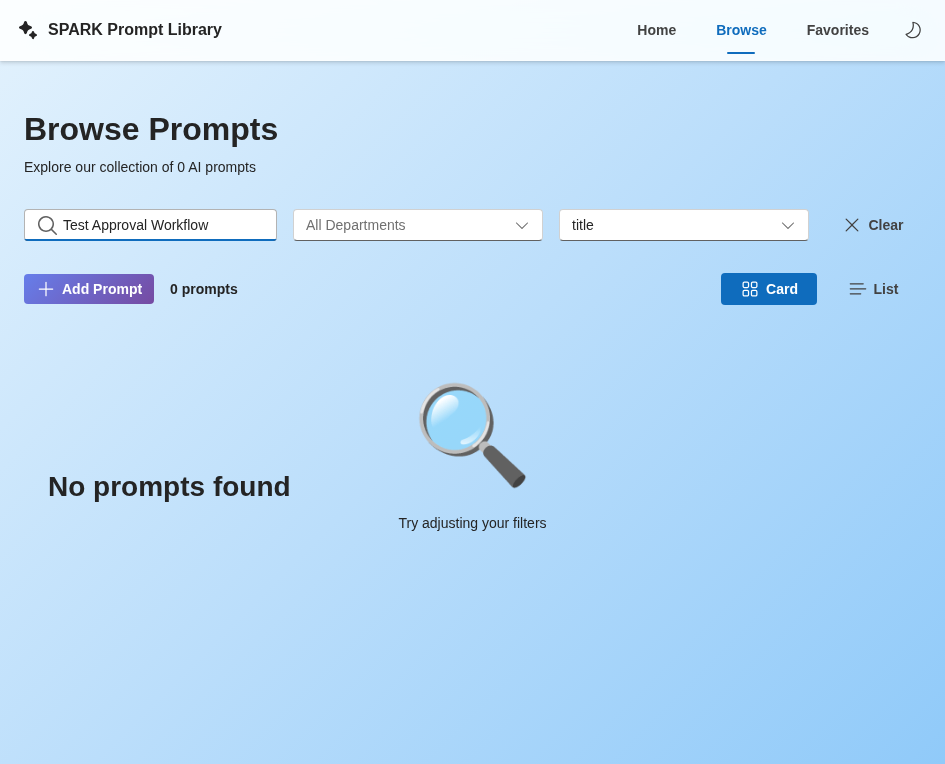 SPARK Prompt Library
Home
Browse
Favorites
Browse Prompts
Explore our collection of 0 AI prompts
Test Approval Workflow
All Departments
title
Clear
Add Prompt
0 prompts
Card
List
No prompts found
Try adjusting your filters